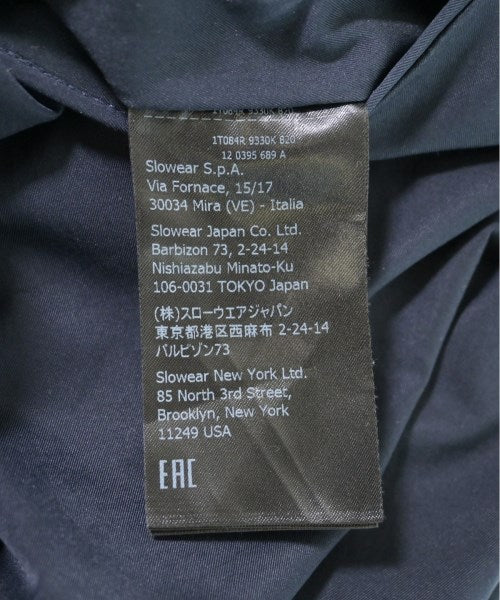 1T084R 9330K B20
12 0395 689 A
Slowear S.p.A.
Via Fornace, 15/17
30034 Mira (VE) - Italia
Slowear Japan Co. Ltd.
Barbizon 73, 2-24-14
Nishiazabu Minato-Ku
106-0031 TOKYO Japan
(株)スローウエアジャパン
東京都港区西麻布 2-24-14
バルビゾン73
Slowear New York Ltd.
85 North 3rd Street,
Brooklyn, New York
11249 USA
EAC